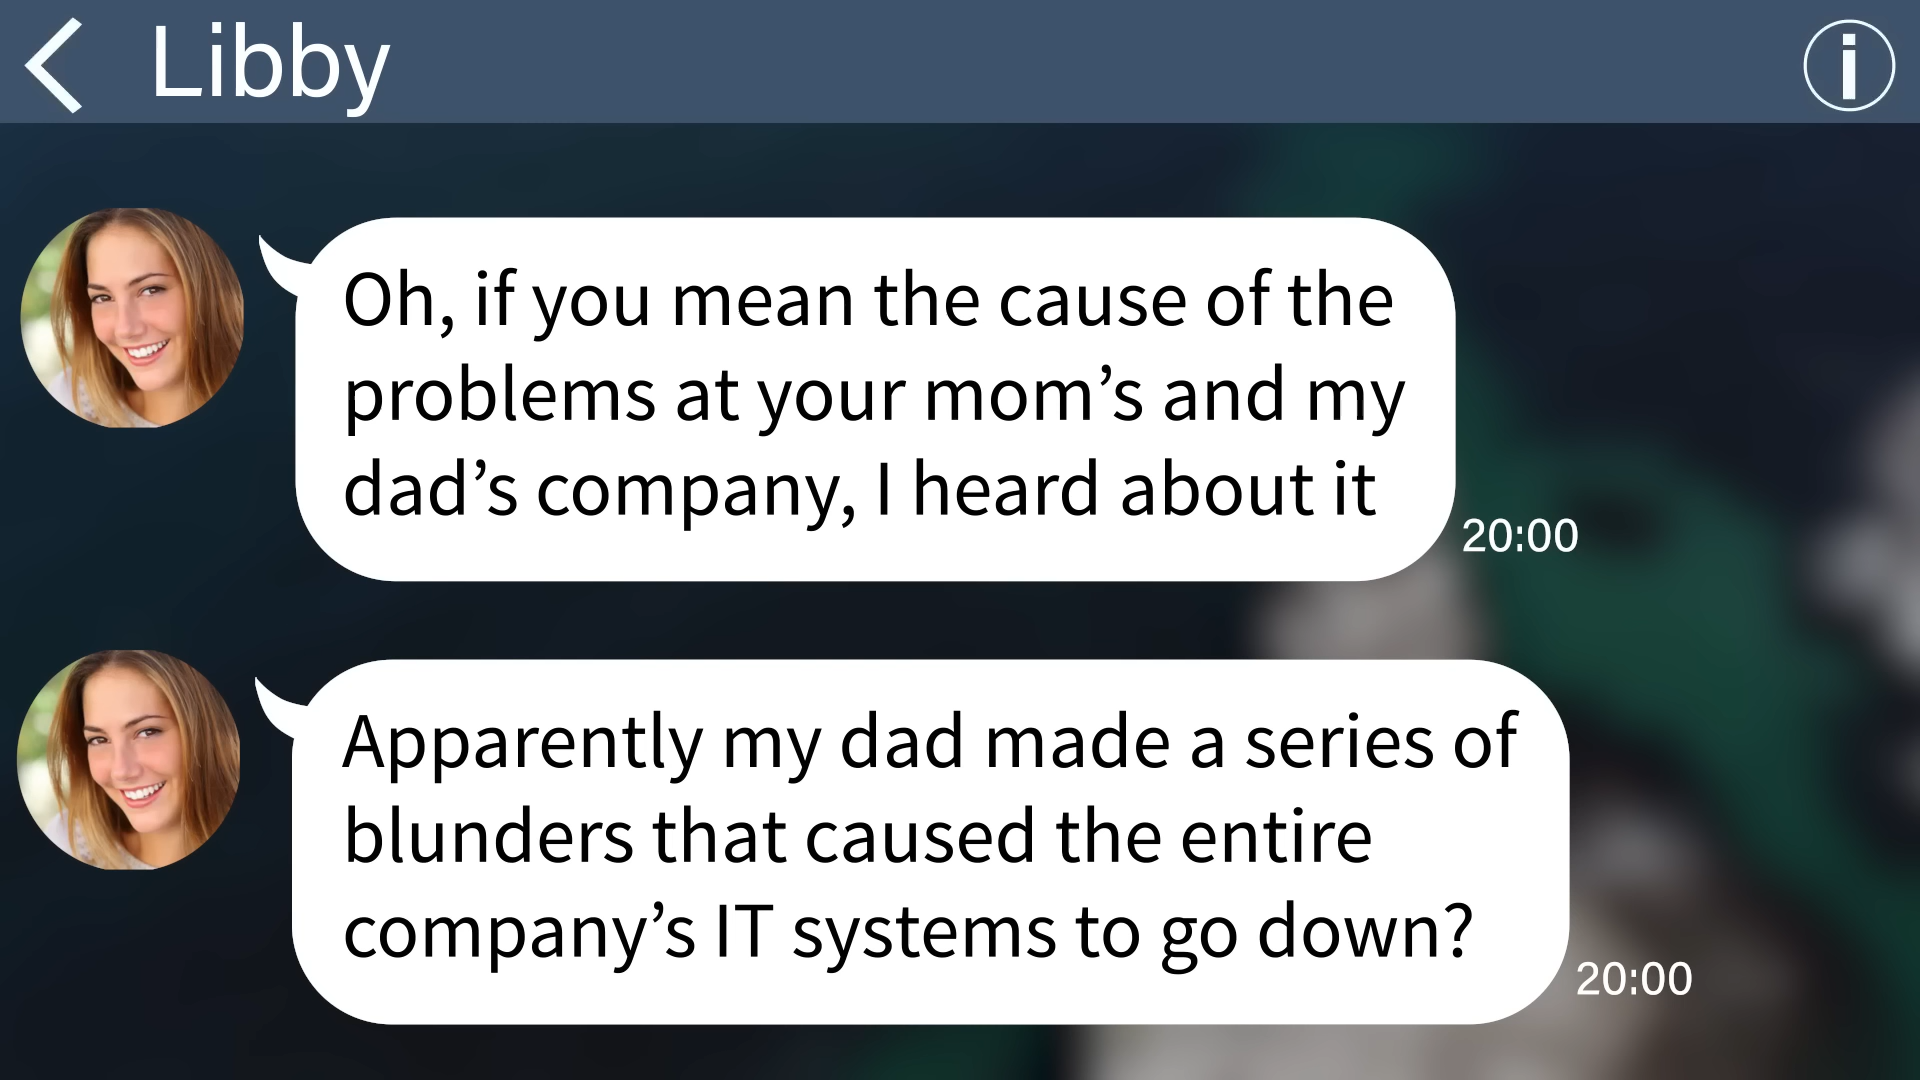 Libby
Oh, if you mean the cause of the
problems at your mom’s and my
dad’s company, I heard about it
20:00
Apparently my dad made a series of
blunders that caused the entire
company’s IT systems to go down?
20:00